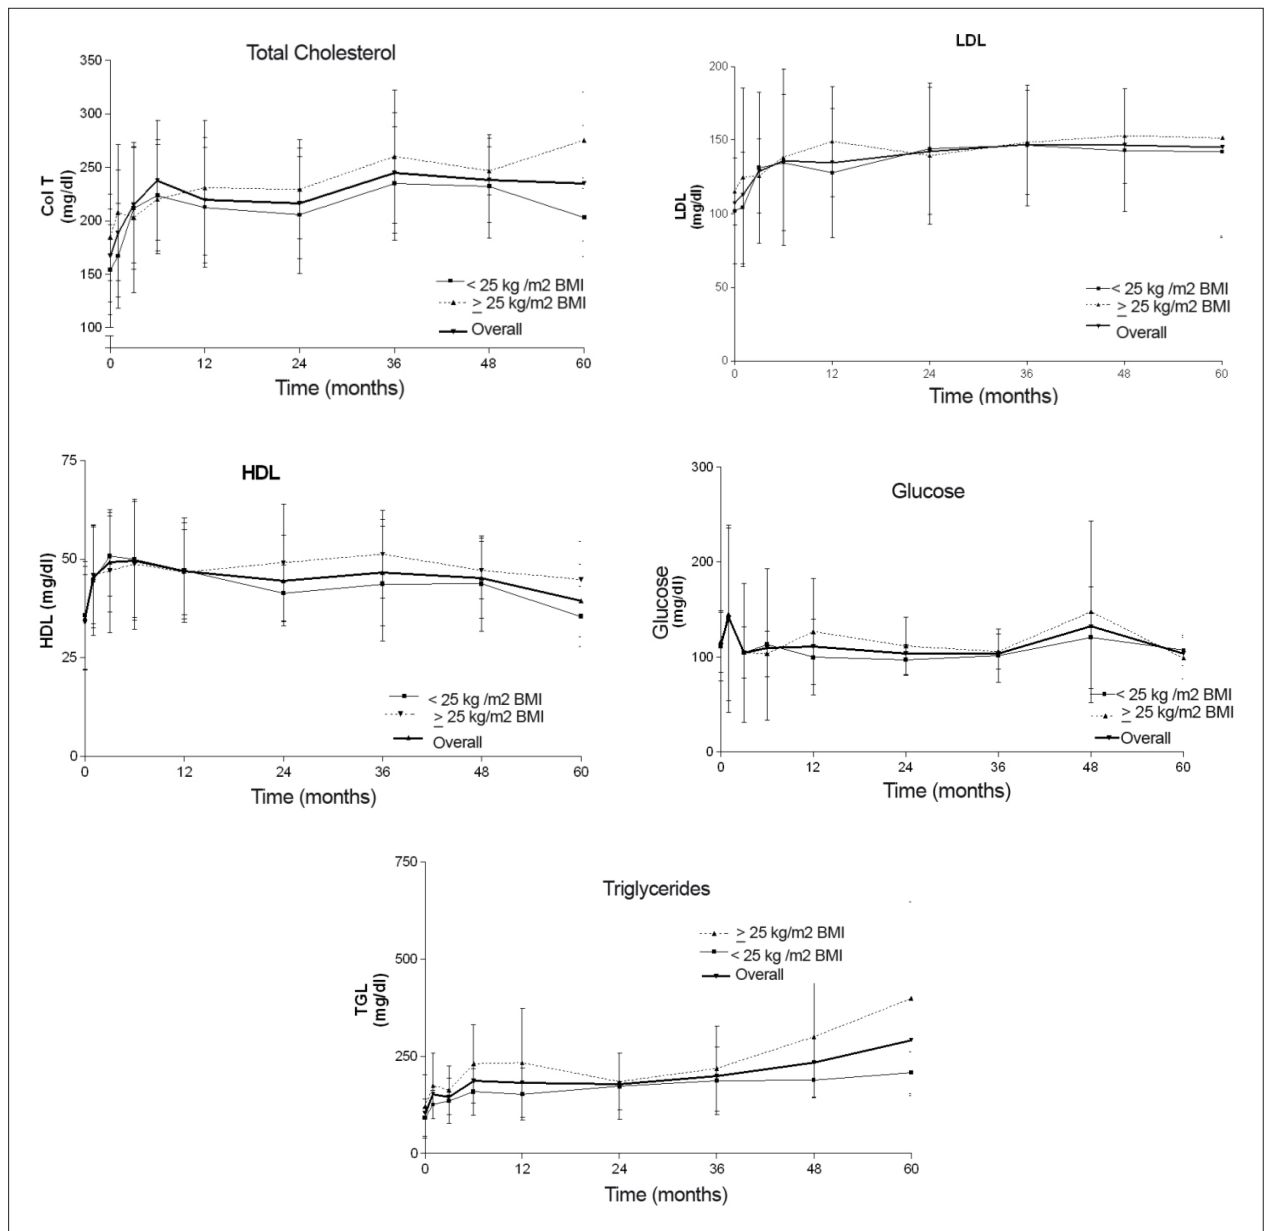 Total Cholesterol
350
300
250
200
150
100
Col T
(mg/dl)
< 25 kg /m2 BMI
≥ 25 kg/m2 BMI
Overall
0 12 24 36 48 60
Time (months)
LDL
200
150
100
50
0
LDL
(mg/dl)
< 25 kg /m2 BMI
≥ 25 kg/m2 BMI
Overall
0 12 24 36 48 60
Time (months)
HDL
75
50
25
0
HDL (mg/dl)
< 25 kg /m2 BMI
≥ 25 kg/m2 BMI
Overall
0 12 24 36 48 60
Time (months)
Glucose
300
200
100
0
Glucose
(mg/dl)
< 25 kg /m2 BMI
≥ 25 kg/m2 BMI
Overall
0 12 24 36 48 60
Time (months)
Triglycerides
750
500
250
0
TGL
(mg/dl)
≥ 25 kg/m2 BMI
< 25 kg /m2 BMI
Overall
0 12 24 36 48 60
Time (months)